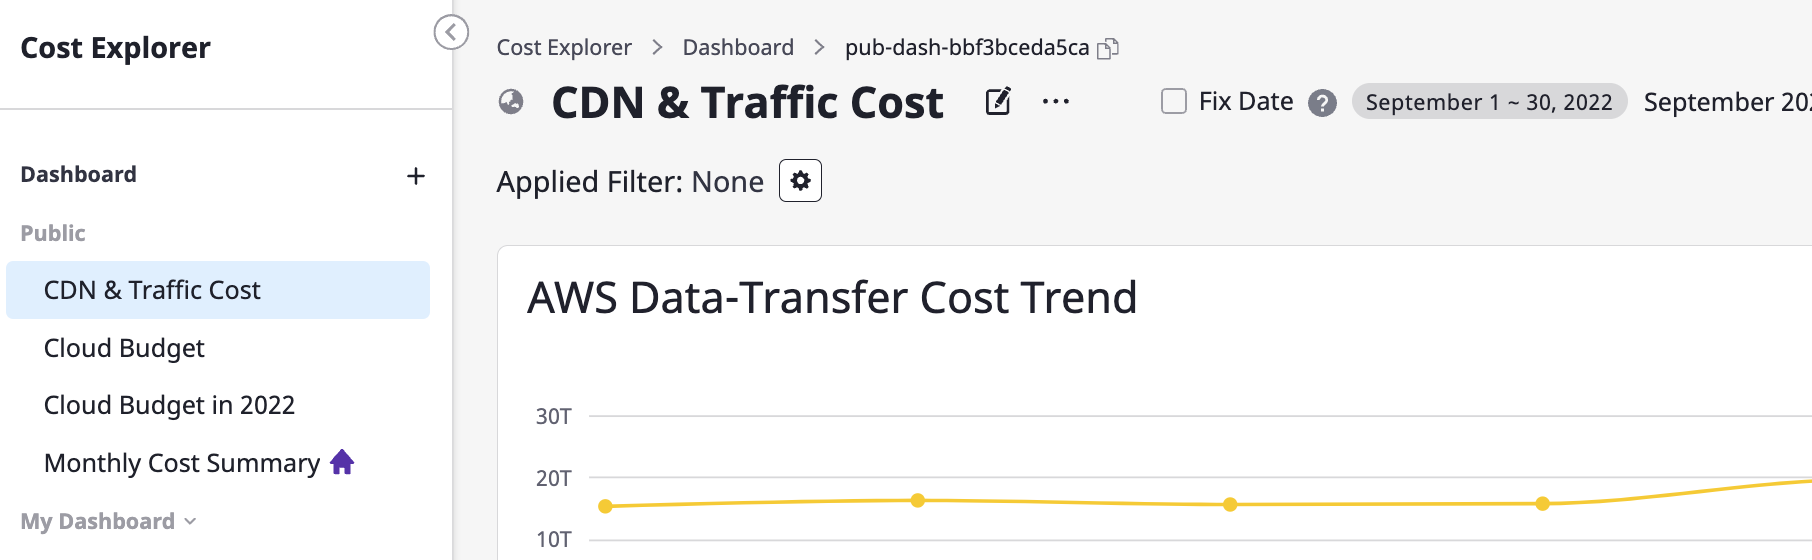 Cost Explorer
Dashboard
Public
CDN & Traffic Cost
Cloud Budget
Cloud Budget in 2022
Monthly Cost Summary
My Dashboard
Cost Explorer > Dashboard > pub-dash-bbf3bceda5ca
CDN & Traffic Cost
Fix Date
September 1 ~ 30, 2022
September
Applied Filter: None
AWS Data-Transfer Cost Trend
30T
20T
10T